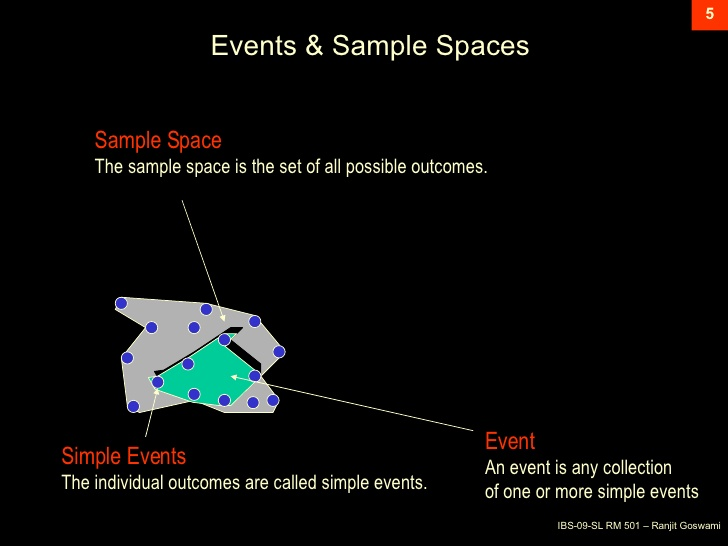 5
Events & Sample Spaces
Sample Space
The sample space is the set of all possible outcomes.
Simple Events
The individual outcomes are called simple events.
Event
An event is any collection
of one or more simple events
IBS-09-SL RM 501 – Ranjit Goswami